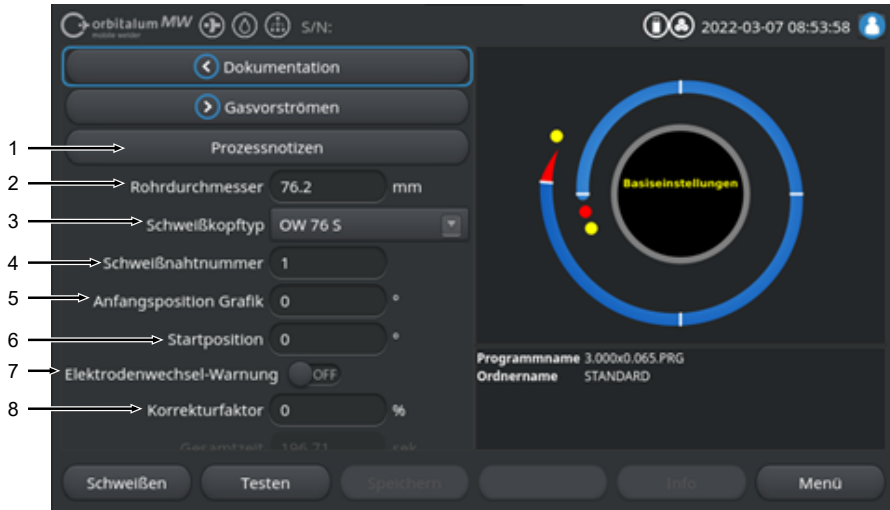 orbitalum MW S/N: 2022-03-07 08:53:58
mobile welder
Dokumentation
Gasvorströmen
1 Prozessnotizen
2 Rohrdurchmesser 76.2 mm
3 Schweißkopftyp OW 76 S
4 Schweißnahtnummer 1
5 Anfangsposition Grafik 0 °
6 Startposition 0 °
7 Elektrodenwechsel-Warnung OFF
8 Korrekturfaktor 0 %
Gesamtzeit 196.71 sek
Basiseinstellungen
Programmname 3.000x0.065.PRG
Ordnername STANDARD
Schweißen Testen Speichern Info Menü